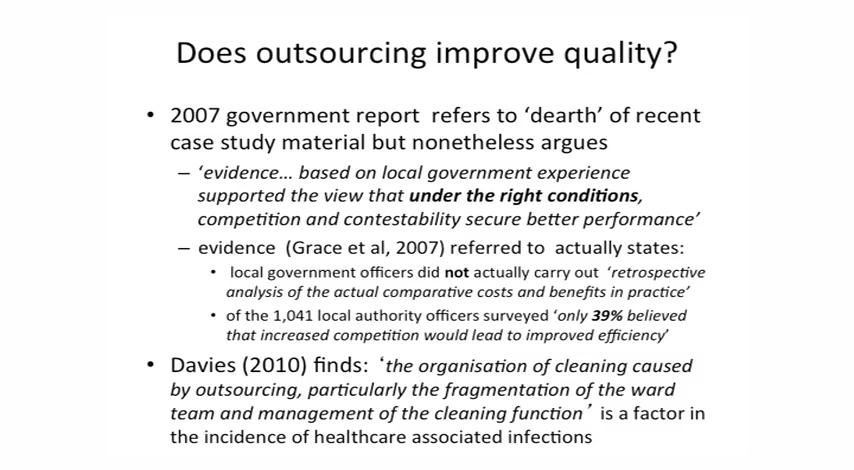 Does outsourcing improve quality?
• 2007 government report refers to ‘dearth’ of recent
case study material but nonetheless argues
– ‘evidence... based on local government experience
supported the view that under the right conditions,
competition and contestability secure better performance’
– evidence (Grace et al, 2007) referred to actually states:
• local government officers did not actually carry out ‘retrospective
analysis of the actual comparative costs and benefits in practice’
• of the 1,041 local authority officers surveyed ‘only 39% believed
that increased competition would lead to improved efficiency’
• Davies (2010) finds: ‘the organisation of cleaning caused
by outsourcing, particularly the fragmentation of the ward
team and management of the cleaning function’ is a factor in
the incidence of healthcare associated infections